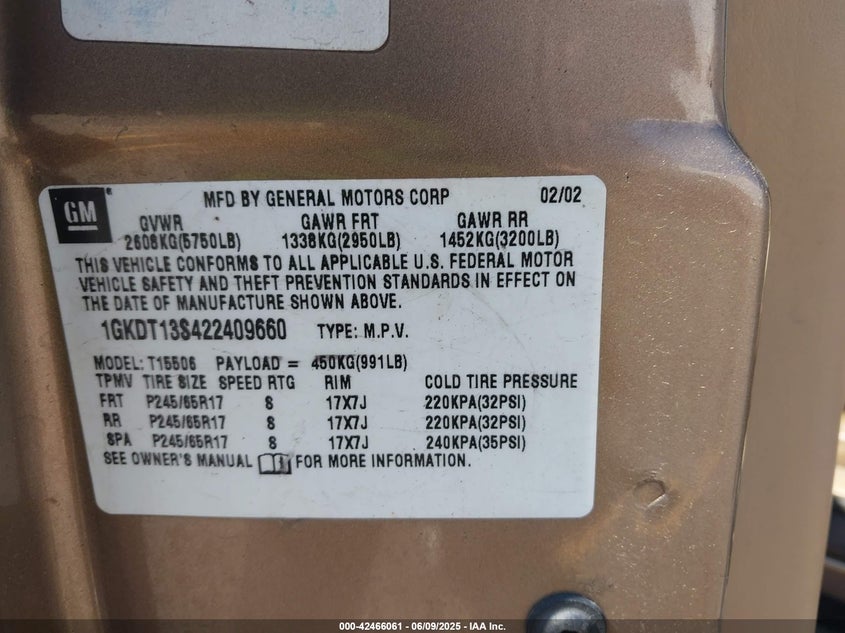 GM ®
MFD BY GENERAL MOTORS CORP 02/02
GVWR GAWR FRT GAWR RR
2608KG(5750LB) 1338KG(2950LB) 1452KG(3200LB)
THIS VEHICLE CONFORMS TO ALL APPLICABLE U.S. FEDERAL MOTOR
VEHICLE SAFETY AND THEFT PREVENTION STANDARDS IN EFFECT ON
THE DATE OF MANUFACTURE SHOWN ABOVE.
1GKDT13S422409660 TYPE: M.P.V.
MODEL: T15506 PAYLOAD = 450KG(991LB)
TPMV TIRE SIZE SPEED RTG RIM COLD TIRE PRESSURE
FRT P245/65R17 S 17X7J 220KPA(32PSI)
RR P245/65R17 S 17X7J 220KPA(32PSI)
SPA P245/65R17 S 17X7J 240KPA(35PSI)
SEE OWNER'S MANUAL FOR MORE INFORMATION.
000-42466061 - 06/09/2025 - IAA Inc.